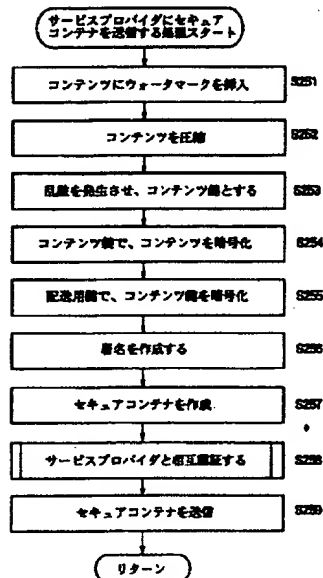 サービスプロバイダにセキュア
コンテナを送信する処理スタート
コンテンツにウォータマークを挿入 S251
コンテンツを圧縮 S252
乱数を発生させ、コンテンツ鍵とする S253
コンテンツ鍵で、コンテンツを暗号化 S254
配送用鍵で、コンテンツ鍵を暗号化 S255
署名を作成する S256
セキュアコンテナを作成 S257
サービスプロバイダと相互認証する S258
セキュアコンテナを送信 S259
リターン